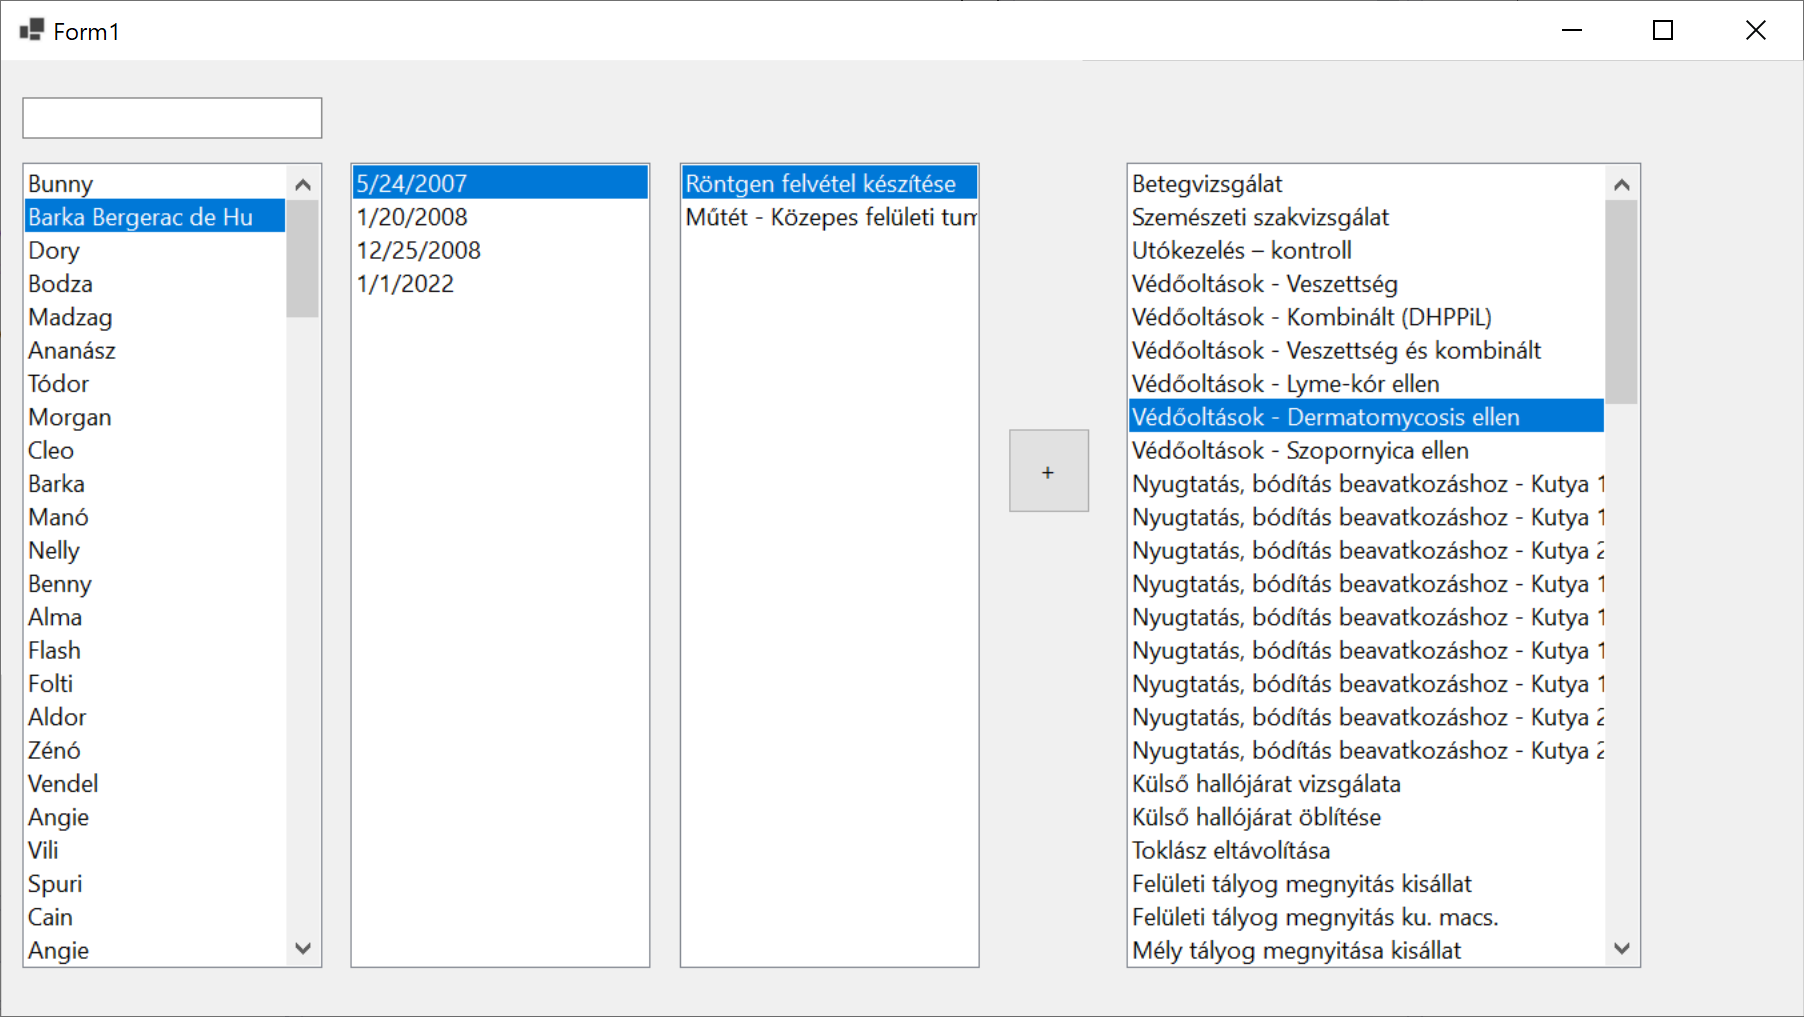 Form1
Bunny
Barka Bergerac de Hu
Dory
Bodza
Madzag
Ananász
Tódor
Morgan
Cleo
Barka
Manó
Nelly
Benny
Alma
Flash
Folti
Aldor
Zénó
Vendel
Angie
Vili
Spuri
Cain
Angie
5/24/2007
1/20/2008
12/25/2008
1/1/2022
Röntgen felvétel készítése
Műtét - Közepes felületi tum
+
Betegvizsgálat
Szemészeti szakvizsgálat
Utókezelés – kontroll
Védőoltások - Veszettség
Védőoltások - Kombinált (DHPPiL)
Védőoltások - Veszettség és kombinált
Védőoltások - Lyme-kór ellen
Védőoltások - Dermatomycosis ellen
Védőoltások - Szopornyica ellen
Nyugtatás, bódítás beavatkozáshoz - Kutya 1
Nyugtatás, bódítás beavatkozáshoz - Kutya 1
Nyugtatás, bódítás beavatkozáshoz - Kutya 2
Nyugtatás, bódítás beavatkozáshoz - Kutya 1
Nyugtatás, bódítás beavatkozáshoz - Kutya 1
Nyugtatás, bódítás beavatkozáshoz - Kutya 1
Nyugtatás, bódítás beavatkozáshoz - Kutya 1
Nyugtatás, bódítás beavatkozáshoz - Kutya 2
Nyugtatás, bódítás beavatkozáshoz - Kutya 2
Külső hallójárat vizsgálata
Külső hallójárat öblítése
Toklász eltávolítása
Felületi tályog megnyitás kisállat
Felületi tályog megnyitás ku. macs.
Mély tályog megnyitása kisállat